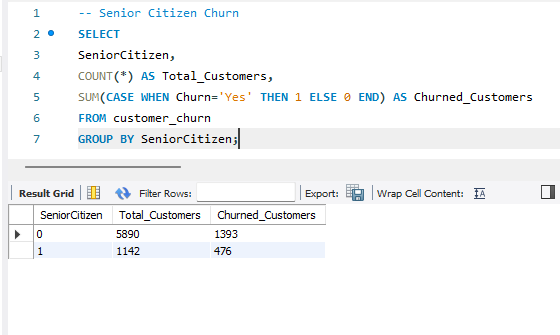 1 -- Senior Citizen Churn
2 SELECT
3 SeniorCitizen,
4 COUNT(*) AS Total_Customers,
5 SUM(CASE WHEN Churn='Yes' THEN 1 ELSE 0 END) AS Churned_Customers
6 FROM customer_churn
7 GROUP BY SeniorCitizen;
Result Grid Filter Rows: Export: Wrap Cell Content:
SeniorCitizen Total_Customers Churned_Customers
0 5890 1393
1 1142 476